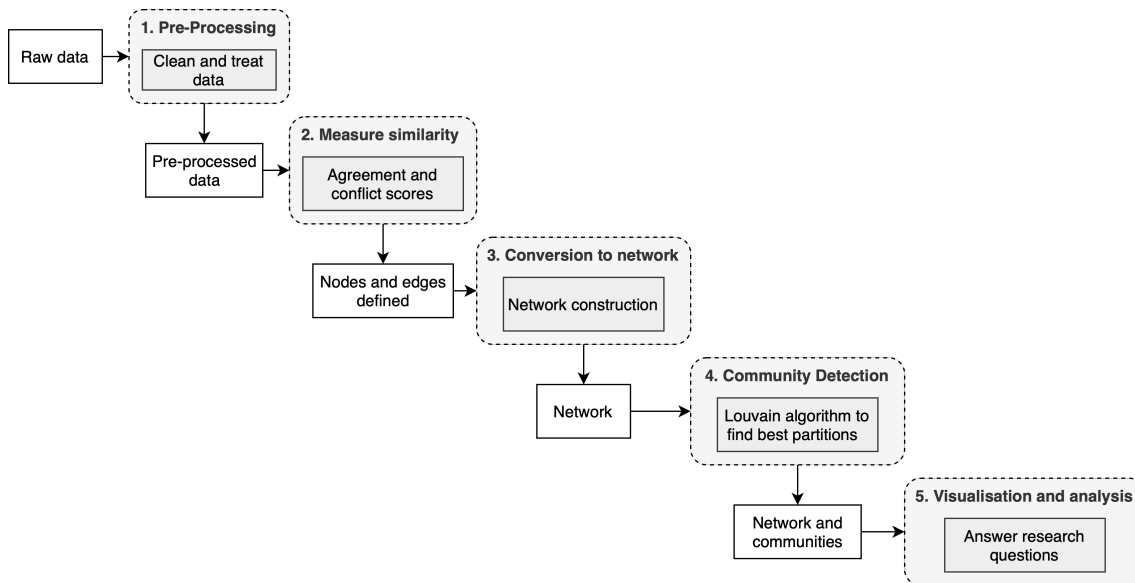 1. Pre-Processing
Raw data
Clean and treat
data
2. Measure similarity
Pre-processed
data
Agreement and
conflict scores
3. Conversion to network
Nodes and edges
defined
Network construction
4. Community Detection
Network
Louvain algorithm to
find best partitions
5. Visualisation and analysis
Network and
communities
Answer research
questions